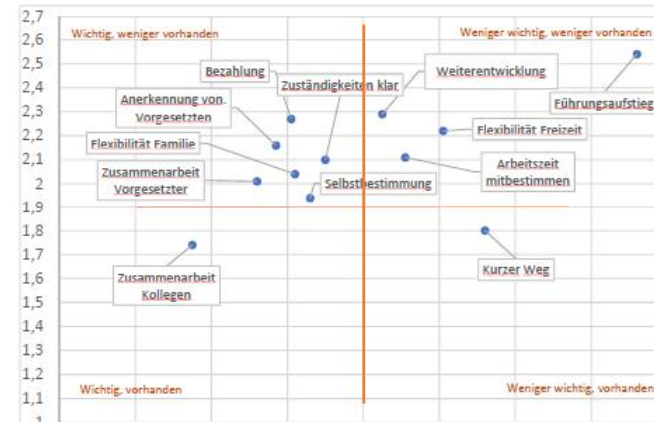 2,7
Wichtig, weniger vorhanden
Weniger wichtig, weniger vorhanden
2,6
2,5
Bezahlung
Zuständigkeiten klar
Weiterentwicklung
2,4
Anerkennung von
Vorgesetzten
Führungsaufstieg
2,3
Flexibilität Familie
Flexibilität Freizeit
2,2
Zusammenarbeit
Vorgesetzter
Arbeitszeit
mitbestimmen
2,1
Selbstbestimmung
2
1,9
1,8
1,7
Zusammenarbeit
Kollegen
Kurzer Weg
1,6
1,5
1,4
1,3
1,2
Wichtig, vorhanden
Weniger wichtig, vorhanden
1,1
1